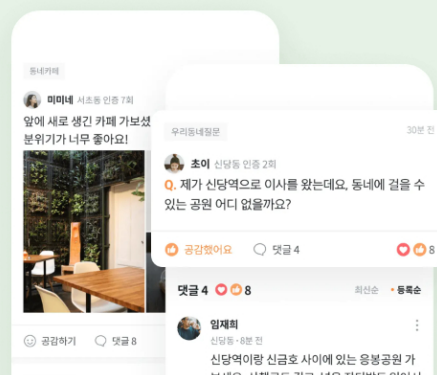 동네카페
미미네 서초동 인증 7회
앞에 새로 생긴 카페 가보셨
분위기가 너무 좋아요!
공감하기 댓글 8
우리동네질문
30분 전
초이 신당동 인증 2회
Q. 제가 신당역으로 이사를 왔는데요, 동네에 걸을 수
있는 공원 어디 없을까요?
공감했어요 댓글 4
8
댓글 4 8
최신순 • 등록순
임재희
신당동 · 8분 전
신당역이랑 신금호 사이에 있는 응봉공원 가